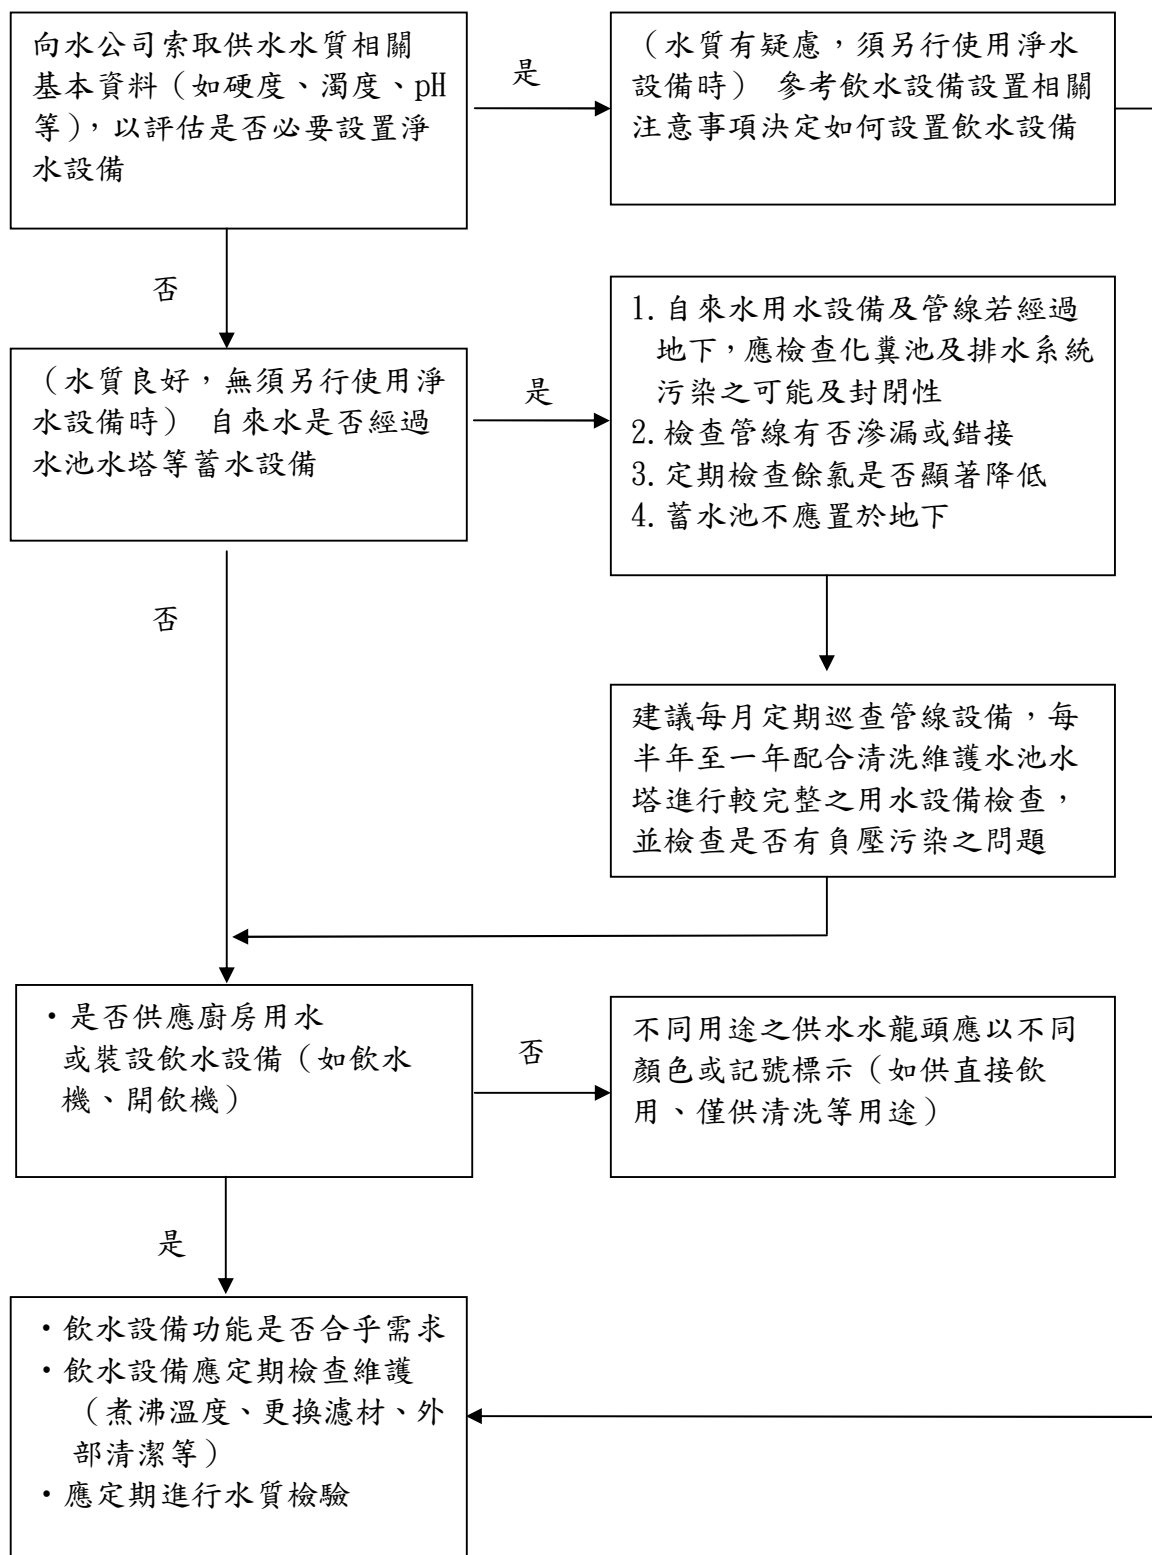 向水公司索取供水水質相關
基本資料（如硬度、濁度、pH
等），以評估是否必要設置淨
水設備
是
（水質有疑慮，須另行使用淨水
設備時） 參考飲水設備設置相關
注意事項決定如何設置飲水設備
否
（水質良好，無須另行使用淨
水設備時） 自來水是否經過
水池水塔等蓄水設備
是
1. 自來水用水設備及管線若經過
地下，應檢查化糞池及排水系統
污染之可能及封閉性
2. 檢查管線有否滲漏或錯接
3. 定期檢查餘氯是否顯著降低
4. 蓄水池不應置於地下
否
建議每月定期巡查管線設備，每
半年至一年配合清洗維護水池水
塔進行較完整之用水設備檢查，
並檢查是否有負壓污染之問題
・是否供應廚房用水
或裝設飲水設備（如飲水
機、開飲機）
否
不同用途之供水水龍頭應以不同
顏色或記號標示（如供直接飲
用、僅供清洗等用途）
是
・飲水設備功能是否合乎需求
・飲水設備應定期檢查維護
（煮沸溫度、更換濾材、外
部清潔等）
・應定期進行水質檢驗